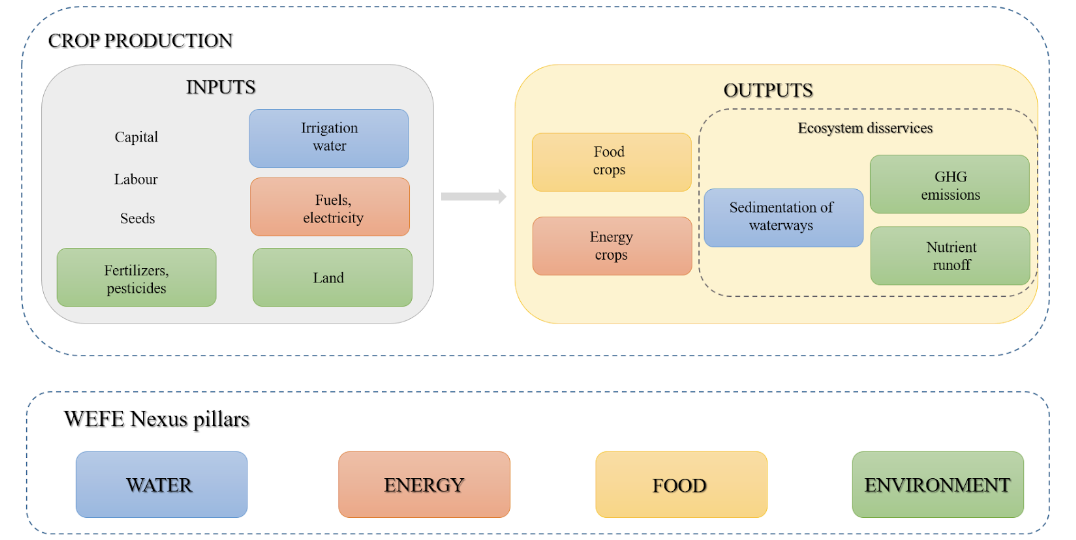 CROP PRODUCTION
INPUTS
Capital
Labour
Seeds
Irrigation
water
Fuels,
electricity
Fertilizers,
pesticides
Land
OUTPUTS
Food
crops
Energy
crops
Ecosystem disservices
Sedimentation of
waterways
GHG
emissions
Nutrient
runoff
WEFE Nexus pillars
WATER
ENERGY
FOOD
ENVIRONMENT